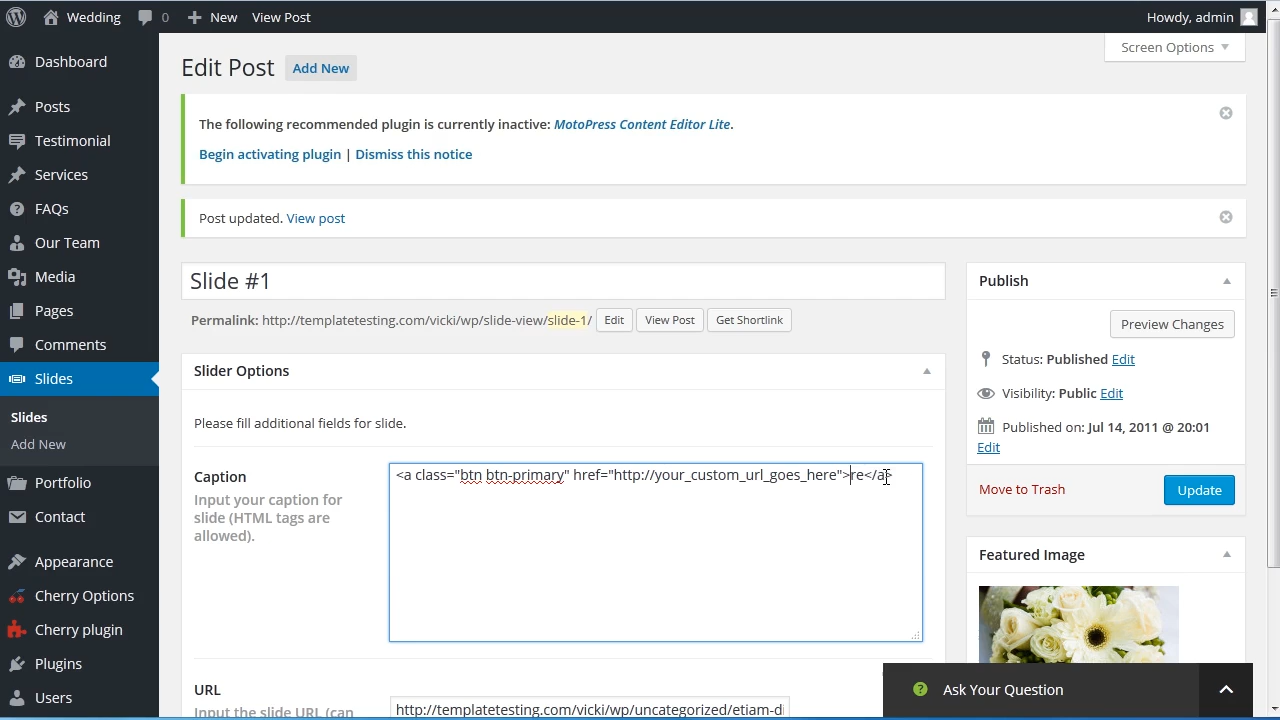 Wedding 0 New View Post Howdy, admin
Screen Options
Dashboard
Posts
Testimonial
Services
FAQs
Our Team
Media
Pages
Comments
Slides
Slides
Add New
Portfolio
Contact
Appearance
Cherry Options
Cherry plugin
Plugins
Users
Edit Post Add New
The following recommended plugin is currently inactive: MotoPress Content Editor Lite.
Begin activating plugin | Dismiss this notice
Post updated. View post
Slide #1
Permalink: http://templatetesting.com/vicki/wp/slide-view/slide-1/ Edit View Post Get Shortlink
Slider Options
Please fill additional fields for slide.
Caption
Input your caption for
slide (HTML tags are
allowed).
<a class="btn btn-primary" href="http://your_custom_url_goes_here">re</a>
URL
Input the slide URL (can
http://templatetesting.com/vicki/wp/uncategorized/etiam-d
Publish
Preview Changes
Status: Published Edit
Visibility: Public Edit
Published on: Jul 14, 2011 @ 20:01
Edit
Move to Trash Update
Featured Image
Ask Your Question